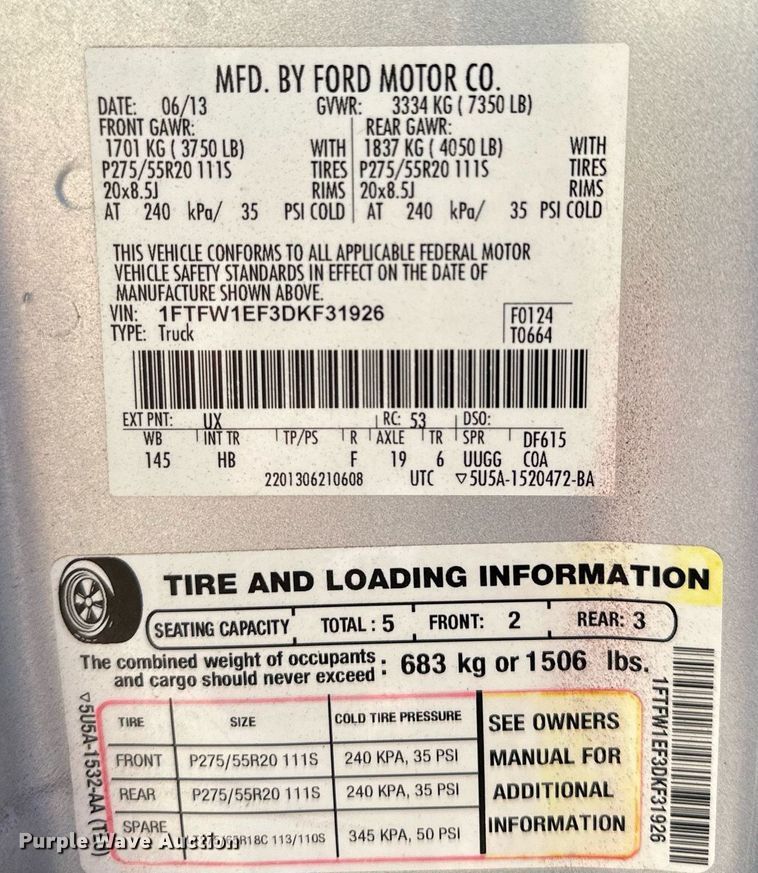 MFD. BY FORD MOTOR CO.
DATE: 06/13 GVWR: 3334 KG ( 7350 LB)
FRONT GAWR: REAR GAWR:
1701 KG ( 3750 LB) WITH 1837 KG ( 4050 LB) WITH
P275/55R20 111S TIRES P275/55R20 111S TIRES
20x8.5J RIMS 20x8.5J RIMS
AT 240 kPa/ 35 PSI COLD AT 240 kPa/ 35 PSI COLD
THIS VEHICLE CONFORMS TO ALL APPLICABLE FEDERAL MOTOR
VEHICLE SAFETY STANDARDS IN EFFECT ON THE DATE OF
MANUFACTURE SHOWN ABOVE.
VIN: 1FTFW1EF3DKF31926 F0124
TYPE: Truck T0664
EXT PNT: UX RC: 53 DSO:
WB INT TR TP/PS R AXLE TR SPR DF615
145 HB F 19 6 UUGG COA
2201306210608 UTC ▽5U5A-1520472-BA
TIRE AND LOADING INFORMATION
SEATING CAPACITY TOTAL : 5 FRONT: 2 REAR: 3
The combined weight of occupants
and cargo should never exceed : 683 kg or 1506 lbs.
TIRE SIZE COLD TIRE PRESSURE
FRONT P275/55R20 111S 240 KPA, 35 PSI
REAR P275/55R20 111S 240 KPA, 35 PSI
SPARE R18C 113/110S 345 KPA, 50 PSI
SEE OWNERS
MANUAL FOR
ADDITIONAL
INFORMATION
▽5U5A-1532-AA
1FTFW1EF3DKF31926
Purple Wave Auction